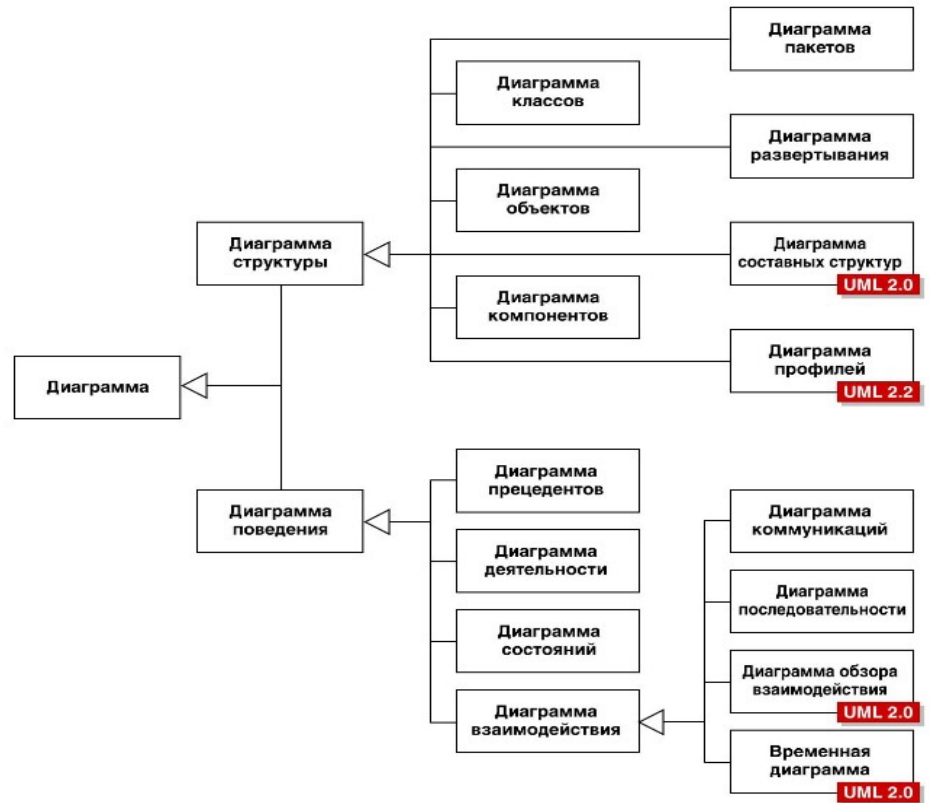 Диаграмма
пакетов
Диаграмма
классов
Диаграмма
развертывания
Диаграмма
объектов
Диаграмма
структуры
Диаграмма
составных структур
UML 2.0
Диаграмма
компонентов
Диаграмма
профилей
UML 2.2
Диаграмма
Диаграмма
прецедентов
Диаграмма
поведения
Диаграмма
коммуникаций
Диаграмма
деятельности
Диаграмма
последовательности
Диаграмма
состояний
Диаграмма обзора
взаимодействия
UML 2.0
Диаграмма
взаимодействия
Временная
диаграмма
UML 2.0